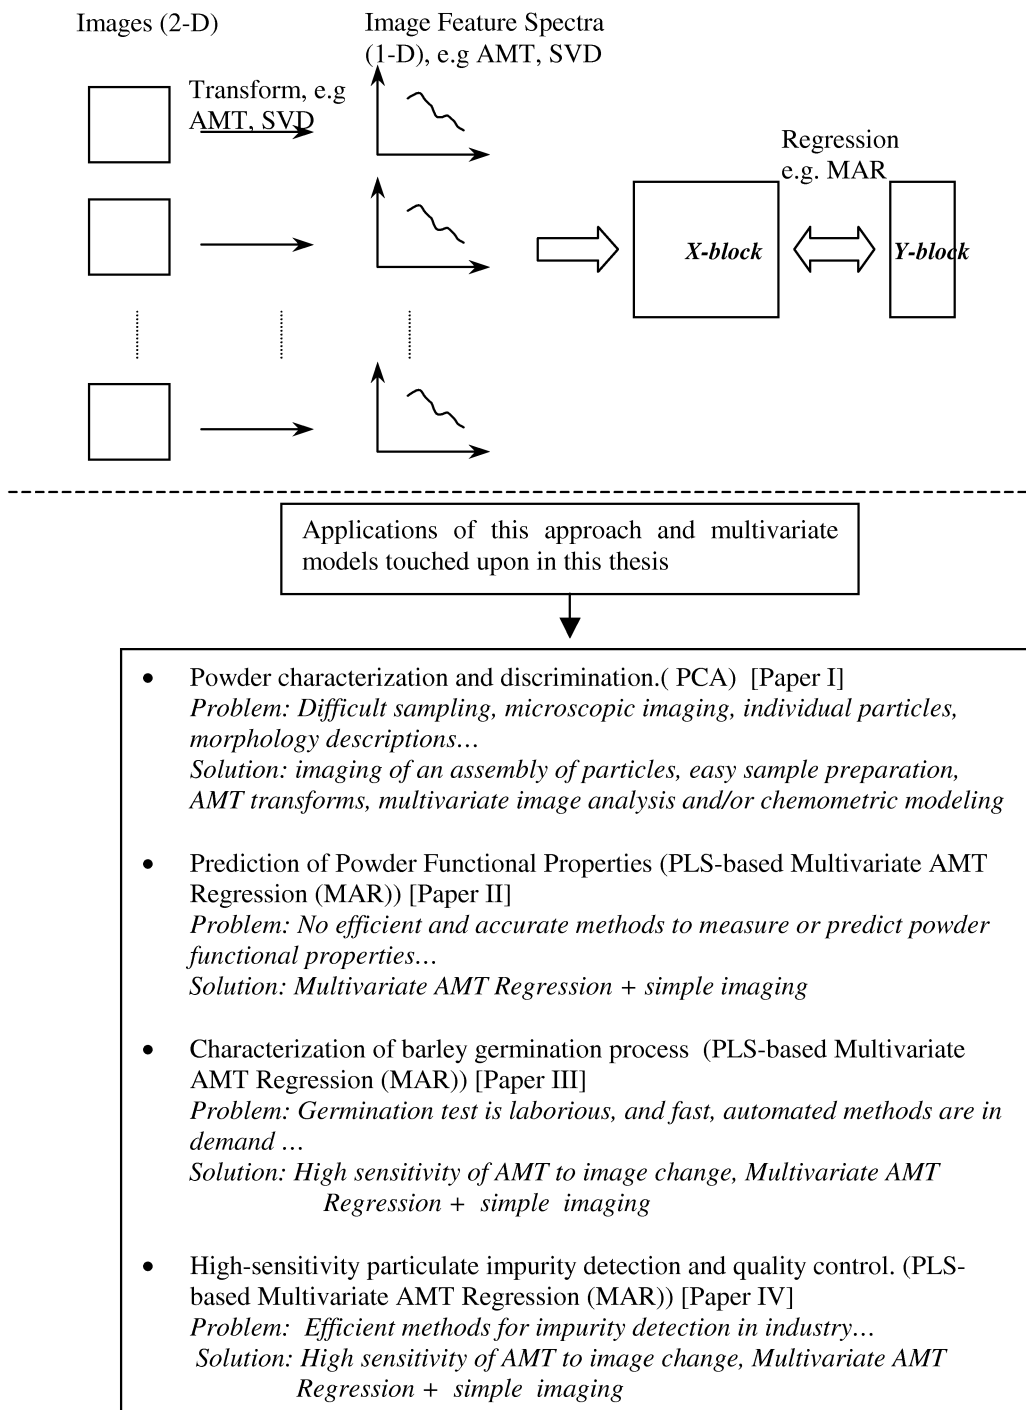 Images (2-D)
Image Feature Spectra
(1-D), e.g AMT, SVD
Transform, e.g
AMT, SVD
Regression
e.g. MAR
X-block
Y-block
Applications of this approach and multivariate
models touched upon in this thesis
• Powder characterization and discrimination.( PCA) [Paper I]
Problem: Difficult sampling, microscopic imaging, individual particles,
morphology descriptions…
Solution: imaging of an assembly of particles, easy sample preparation,
AMT transforms, multivariate image analysis and/or chemometric modeling
• Prediction of Powder Functional Properties (PLS-based Multivariate AMT
Regression (MAR)) [Paper II]
Problem: No efficient and accurate methods to measure or predict powder
functional properties…
Solution: Multivariate AMT Regression + simple imaging
• Characterization of barley germination process (PLS-based Multivariate
AMT Regression (MAR)) [Paper III]
Problem: Germination test is laborious, and fast, automated methods are in
demand …
Solution: High sensitivity of AMT to image change, Multivariate AMT
Regression + simple imaging
• High-sensitivity particulate impurity detection and quality control. (PLS-
based Multivariate AMT Regression (MAR)) [Paper IV]
Problem: Efficient methods for impurity detection in industry…
Solution: High sensitivity of AMT to image change, Multivariate AMT
Regression + simple imaging